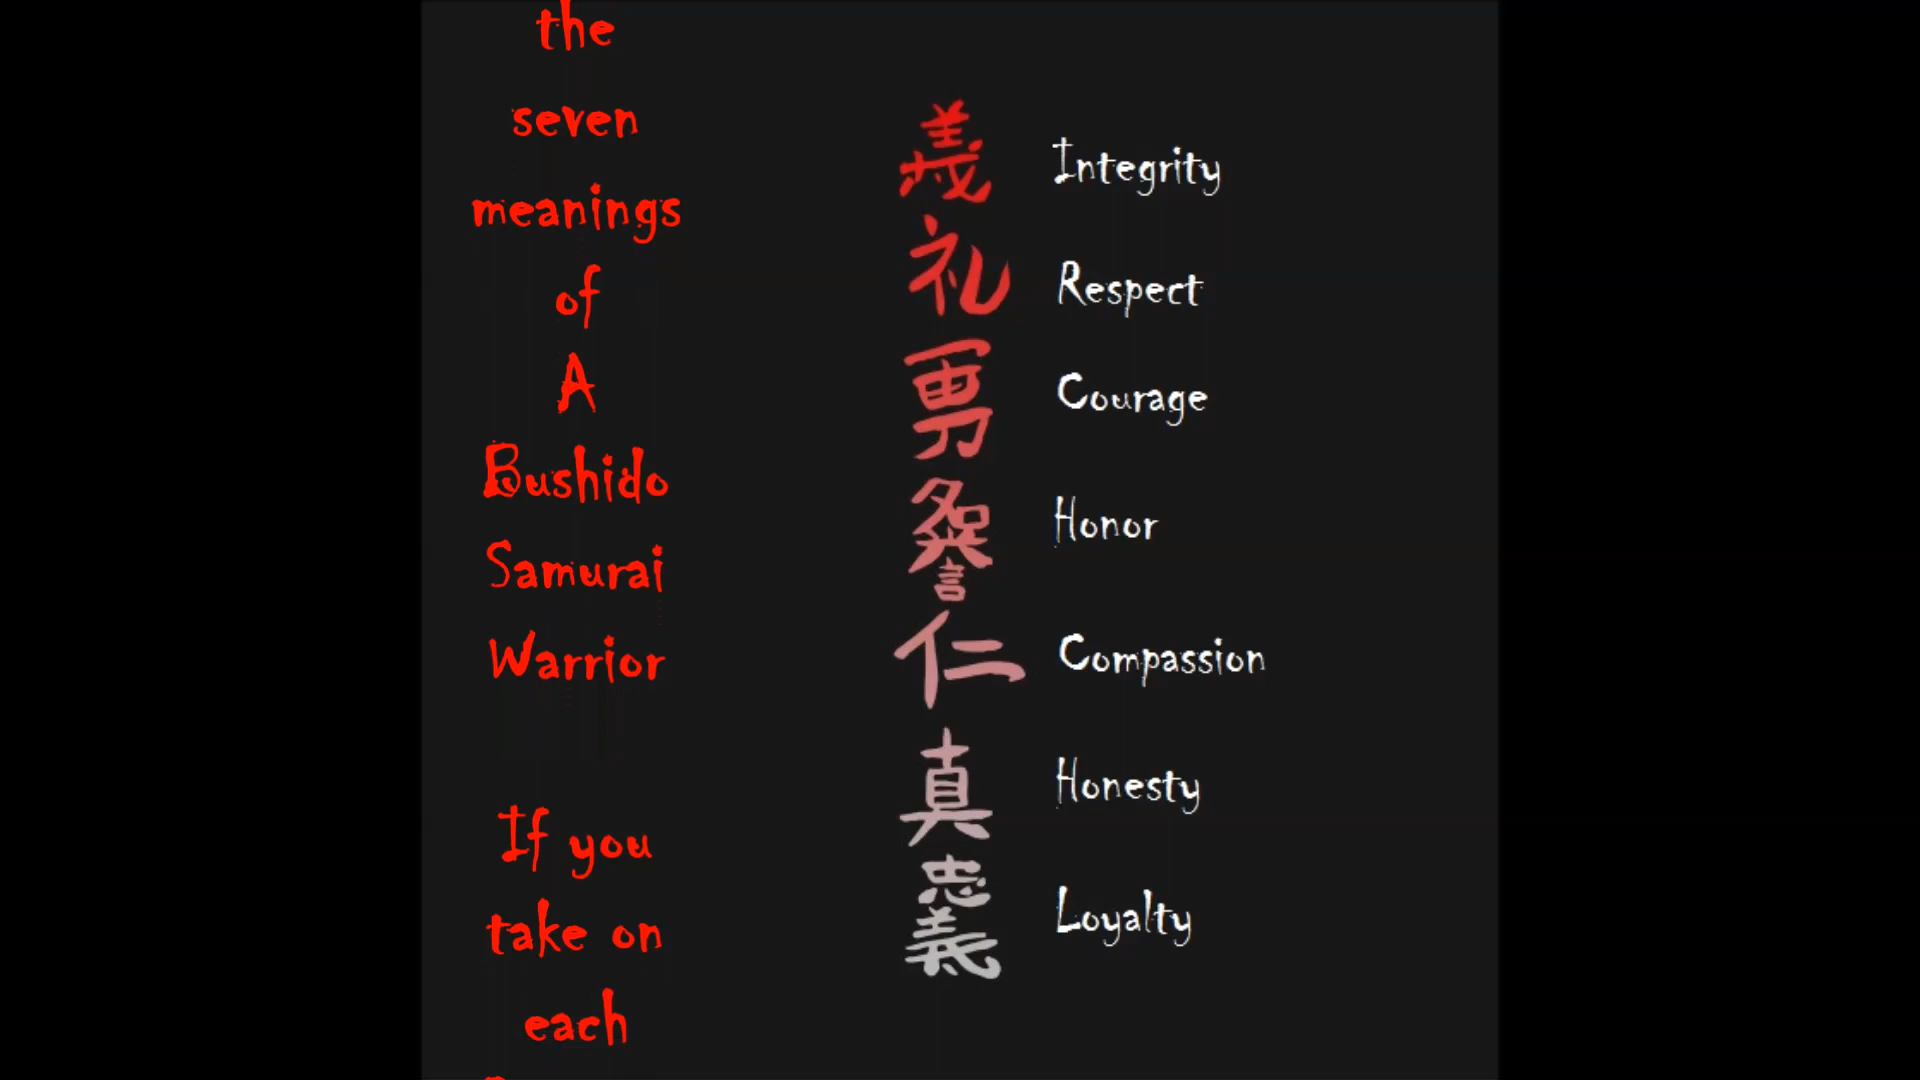 the
seven
meanings
of
A
Bushido
Samurai
Warrior
If you
take on
each
義 Integrity
礼 Respect
勇 Courage
誉 Honor
仁 Compassion
真 Honesty
忠義 Loyalty